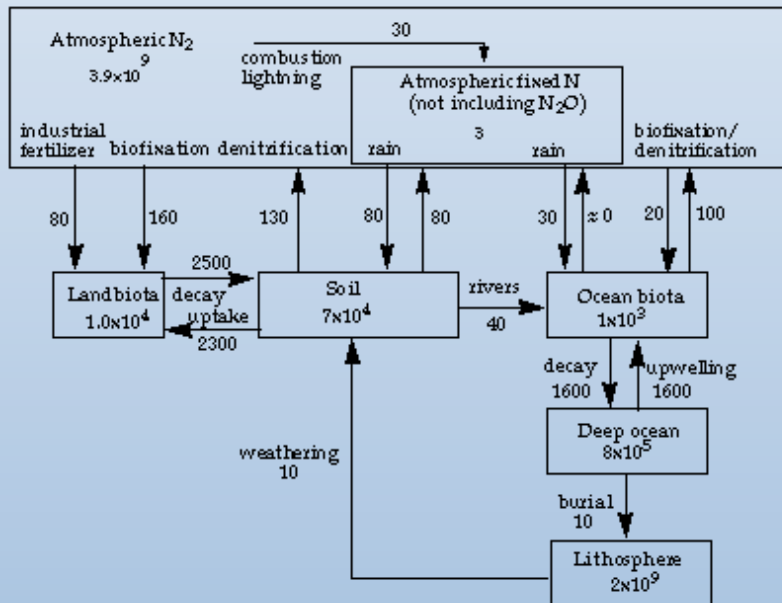 Atmospheric N₂
3.9x10⁹
30
combustion
lightning
Atmospheric fixed N
(not including N₂O)
3
industrial
fertilizer
biofixation
denitrification
rain
rain
biofixation/
denitrification
80
160
130
80
80
30
≈ 0
20
100
Land biota
1.0x10⁴
2500
decay
uptake
2300
Soil
7x10⁴
rivers
40
Ocean biota
1x10³
decay
1600
upwelling
1600
Deep ocean
8x10⁵
weathering
10
burial
10
Lithosphere
2x10⁹